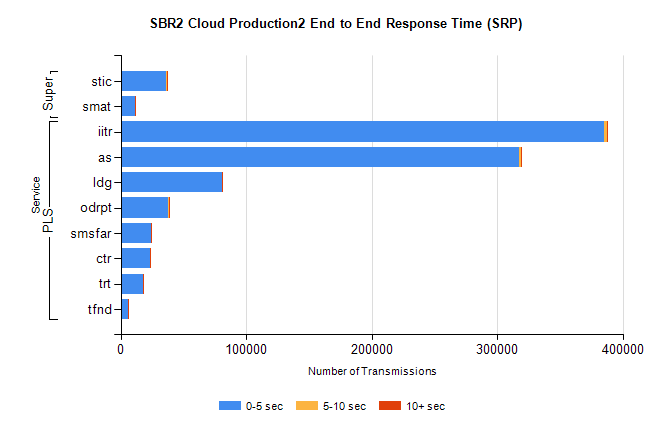 SBR2 Cloud Production2 End to End Response Time (SRP)
Super
stic
smat
Service
PLS
iitr
as
ldg
odrpt
smsfar
ctr
trt
tfnd
0 100000 200000 300000 400000
Number of Transmissions
0-5 sec 5-10 sec 10+ sec